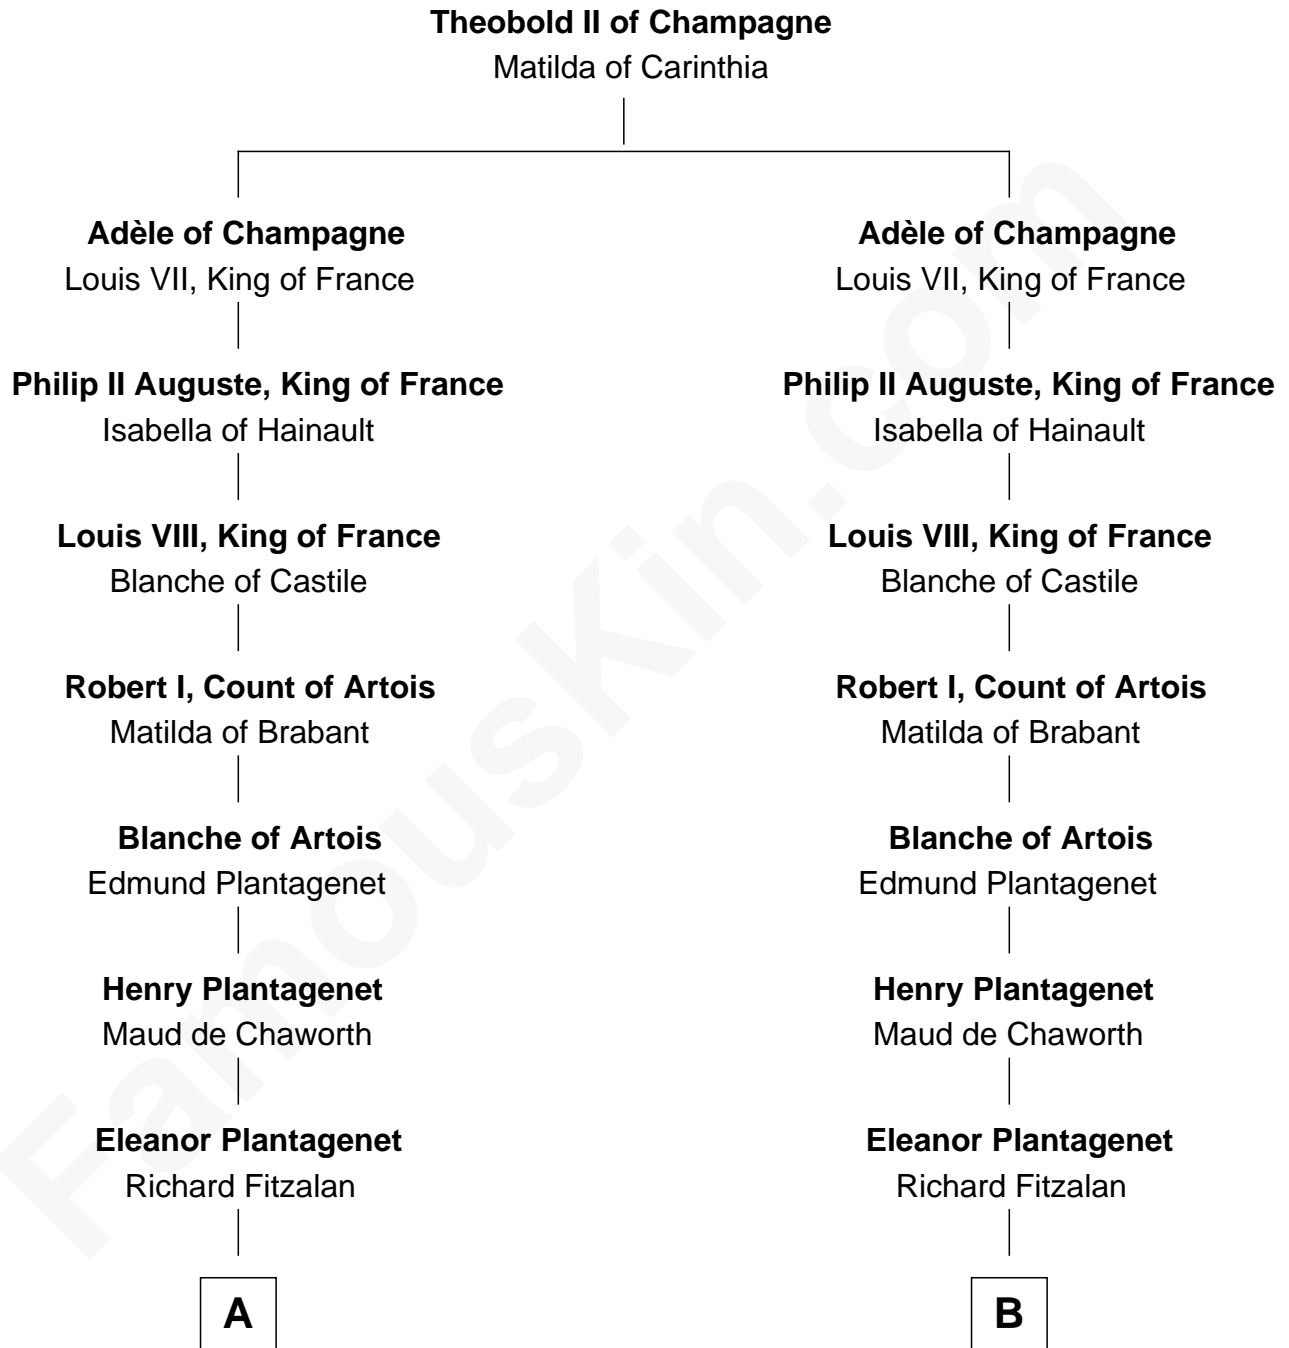 Theobold II of Champagne
Matilda of Carinthia
Adèle of Champagne
Louis VII, King of France
Adèle of Champagne
Louis VII, King of France
Philip II Auguste, King of France
Isabella of Hainault
Philip II Auguste, King of France
Isabella of Hainault
Louis VIII, King of France
Blanche of Castile
Louis VIII, King of France
Blanche of Castile
Robert I, Count of Artois
Matilda of Brabant
Robert I, Count of Artois
Matilda of Brabant
Blanche of Artois
Edmund Plantagenet
Blanche of Artois
Edmund Plantagenet
Henry Plantagenet
Maud de Chaworth
Henry Plantagenet
Maud de Chaworth
Eleanor Plantagenet
Richard Fitzalan
Eleanor Plantagenet
Richard Fitzalan
A
B
FamousKin.com